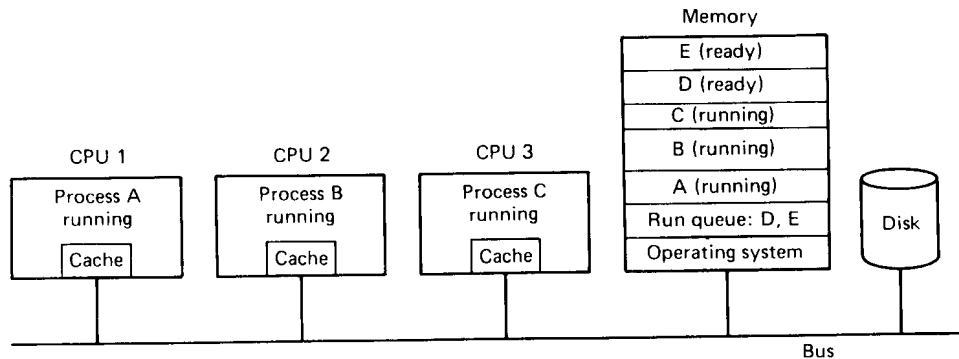 Memory
E (ready)
D (ready)
C (running)
B (running)
A (running)
Run queue: D, E
Operating system
CPU 1
Process A
running
Cache
CPU 2
Process B
running
Cache
CPU 3
Process C
running
Cache
Disk
Bus